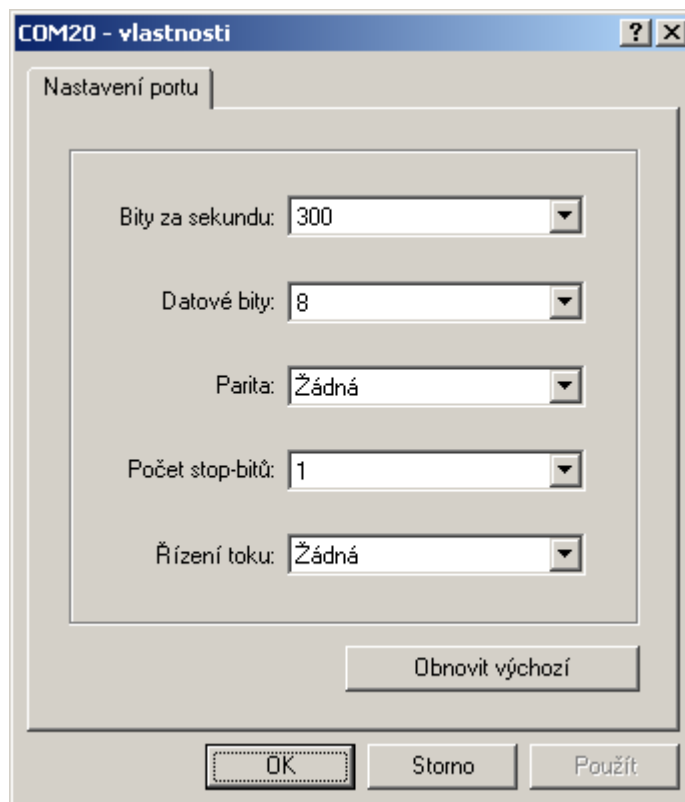 COM20 - vlastnosti
Nastavení portu
Bity za sekundu: 300
Datové bity: 8
Parita: Žádná
Počet stop-bitů: 1
Řízení toku: Žádná
Obnovit výchozí
OK Storno Použít